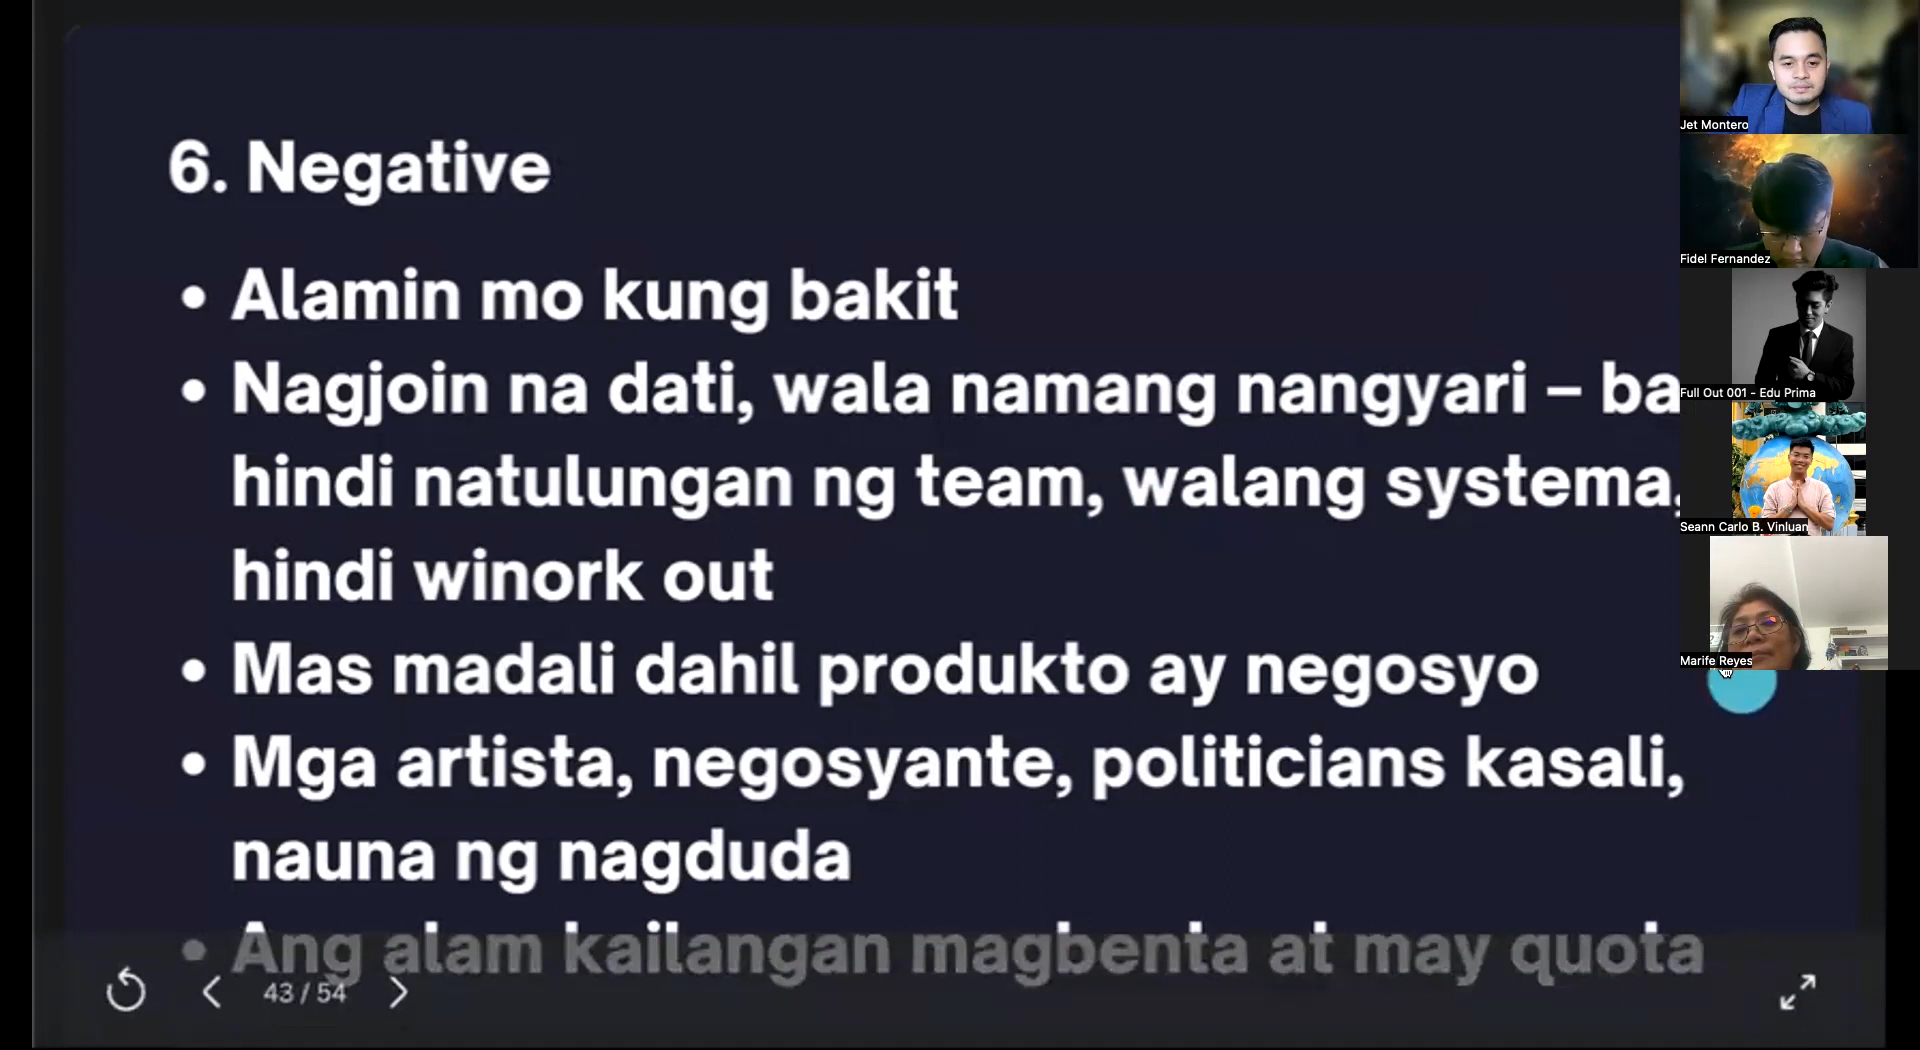 6. Negative
• Alamin mo kung bakit
• Nagjoin na dati, wala namang nangyari – ba
hindi natulungan ng team, walang systema,
hindi winork out
• Mas madali dahil produkto ay negosyo
• Mga artista, negosyante, politicians kasali,
nauna ng nagduda
• Ang alam kailangan magbenta at may quota
43 / 54
Jet Montero
Fidel Fernandez
Full Out 001 - Edu Prima
Seann Carlo B. Vinluan
Marife Reyes